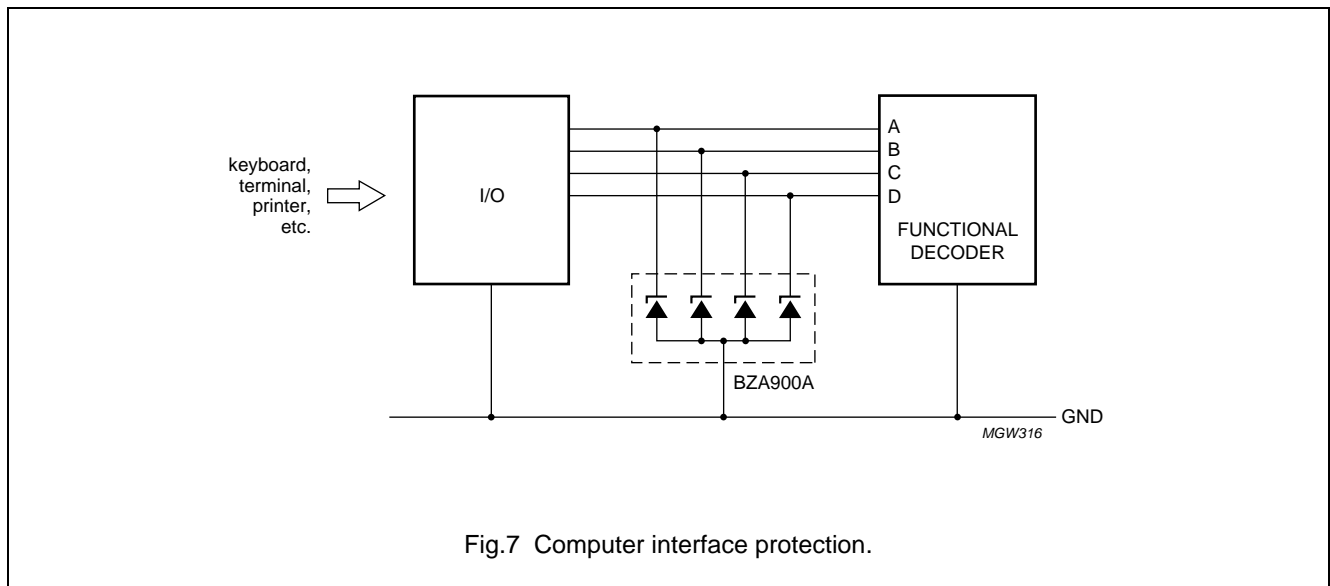 keyboard,
terminal,
printer,
etc.
I/O
A
B
C
D
FUNCTIONAL
DECODER
BZA900A
GND
MGW316
Fig.7 Computer interface protection.